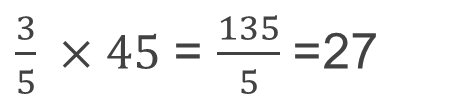 3/5 × 45 = 135/5 =27